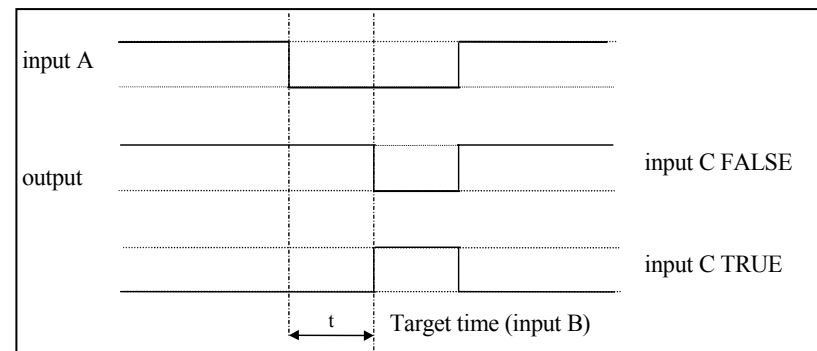 input A
input C FALSE
output
input C TRUE
t Target time (input B)